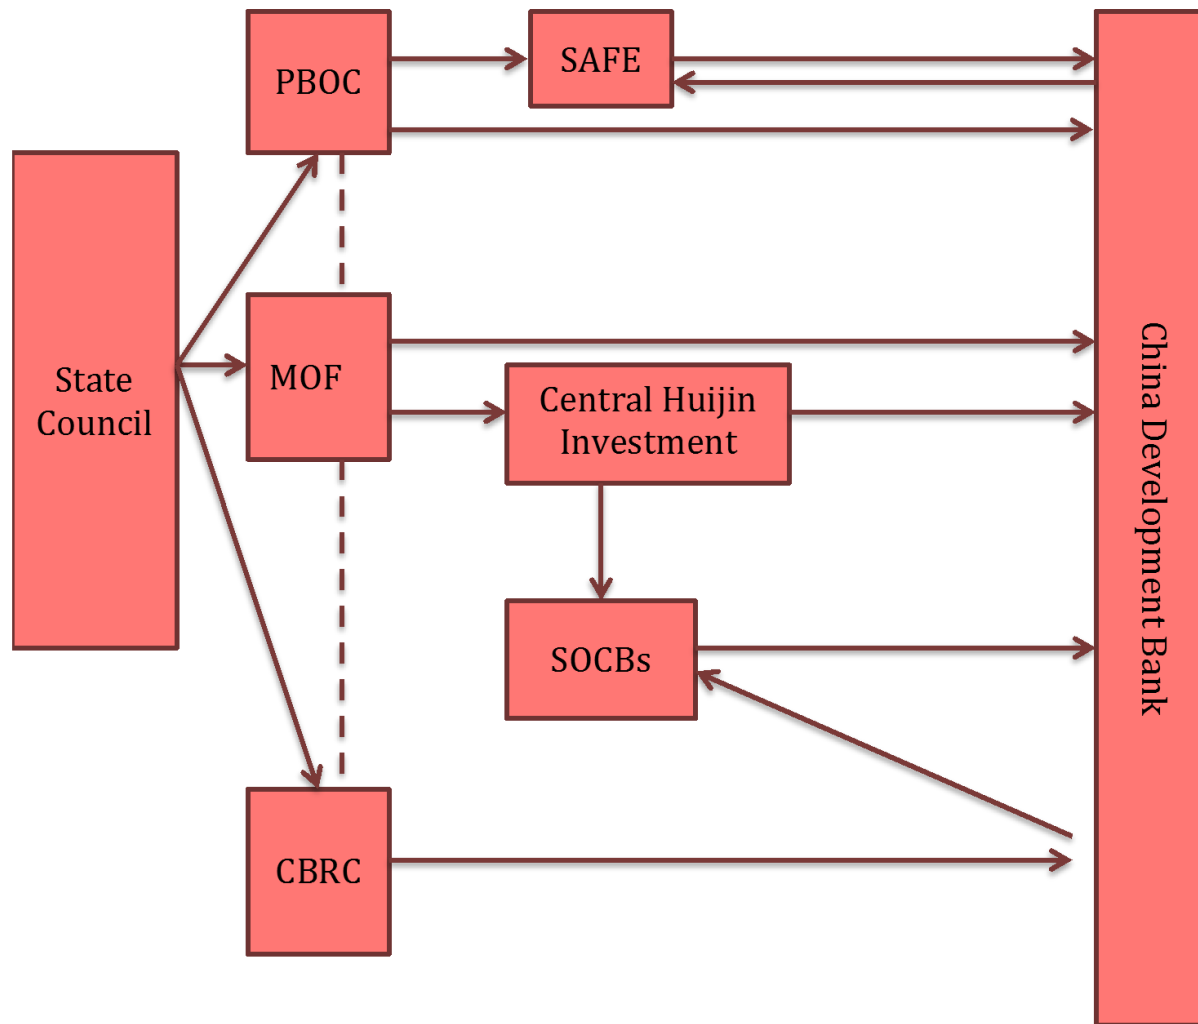 PBOC
SAFE
State
Council
MOF
Central Huijin
Investment
SOCBs
CBRC
China Development Bank